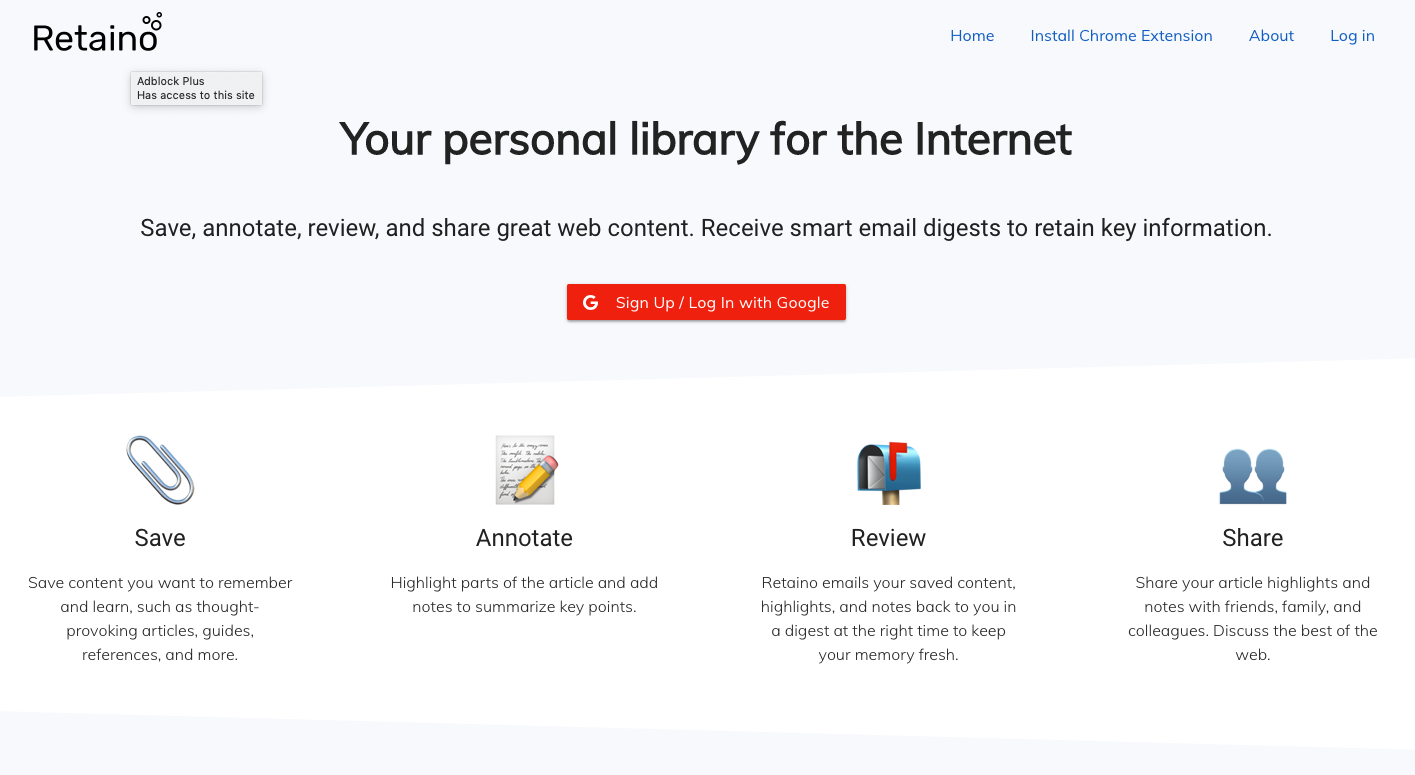 Retaino
Home
Install Chrome Extension
About
Log in
Adblock Plus
Has access to this site
Your personal library for the Internet
Save, annotate, review, and share great web content. Receive smart email digests to retain key information.
G
Sign Up / Log In with Google
Save
Save content you want to remember
and learn, such as thought-
provoking articles, guides,
references, and more.
Annotate
Highlight parts of the article and add
notes to summarize key points.
Review
Retaino emails your saved content,
highlights, and notes back to you in
a digest at the right time to keep
your memory fresh.
Share
Share your article highlights and
notes with friends, family, and
colleagues. Discuss the best of the
web.